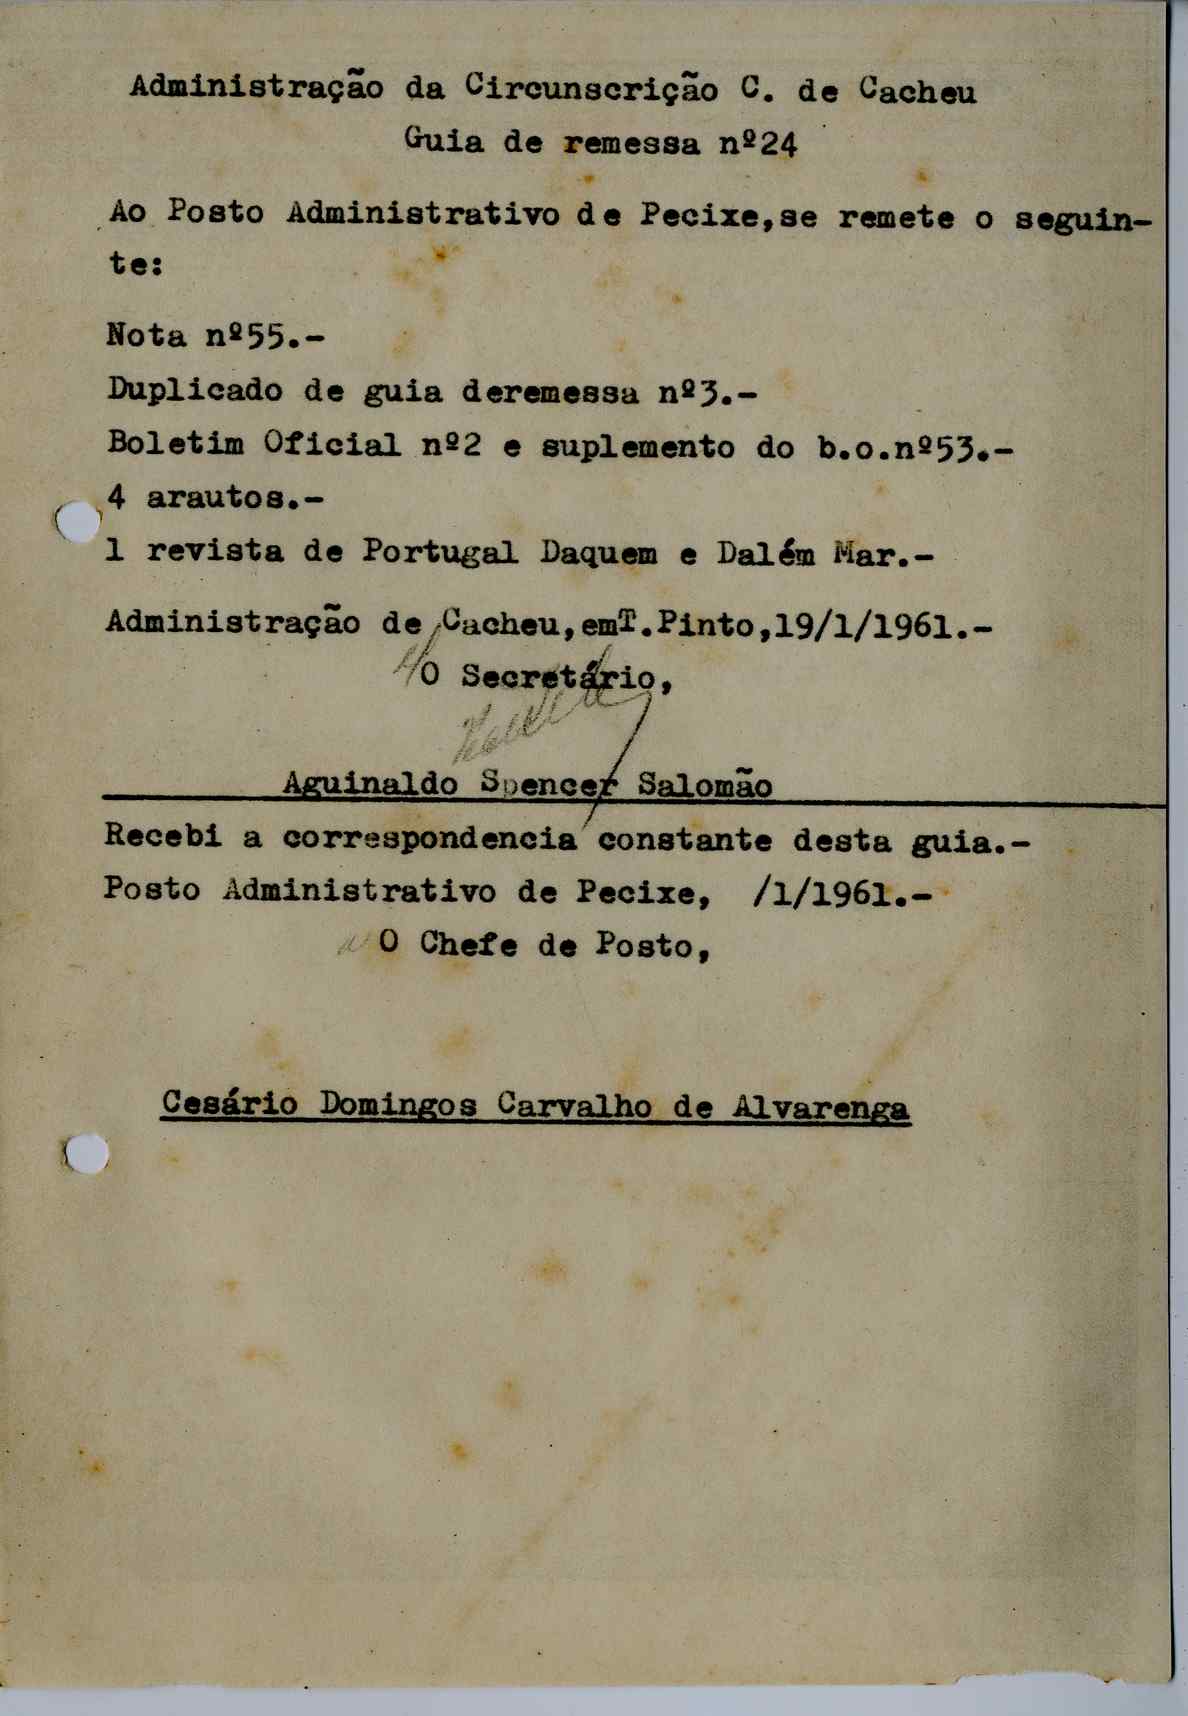 Administração da Circunscrição C. de Cacheu
Guia de remessa nº24
Ao Posto Administrativo de Pecixe,se remete o seguin-
te:
Nota nº55.-
Duplicado de guia deremessa nº3.-
Boletim Oficial nº2 e suplemento do b.o.nº53.-
4 arautos.-
1 revista de Portugal Daquem e Dalém Mar.-
Administração de Cacheu,emT.Pinto,19/1/1961.-
O Secretário,
Aguinaldo Spencer Salomão
Recebi a correspondencia constante desta guia.-
Posto Administrativo de Pecixe, /1/1961.-
O Chefe de Posto,
Cesário Domingos Carvalho de Alvarenga